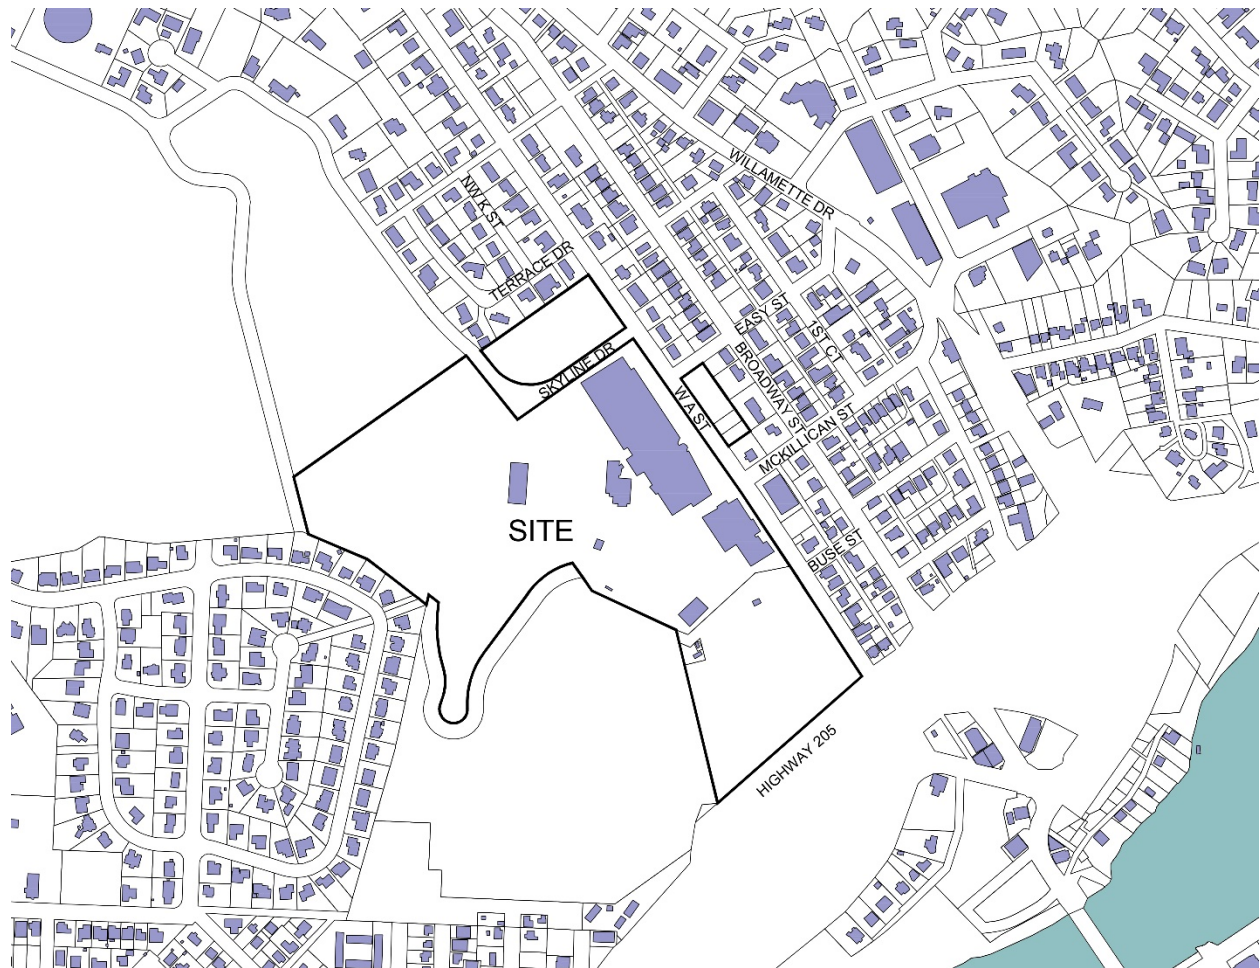 WILLAMETTE DR
NW K ST
TERRACE DR
EASY ST
1ST CT
SKYLINE DR
BROADWAY ST
W A ST
MCKILLICAN ST
SITE
BUSE ST
HIGHWAY 205